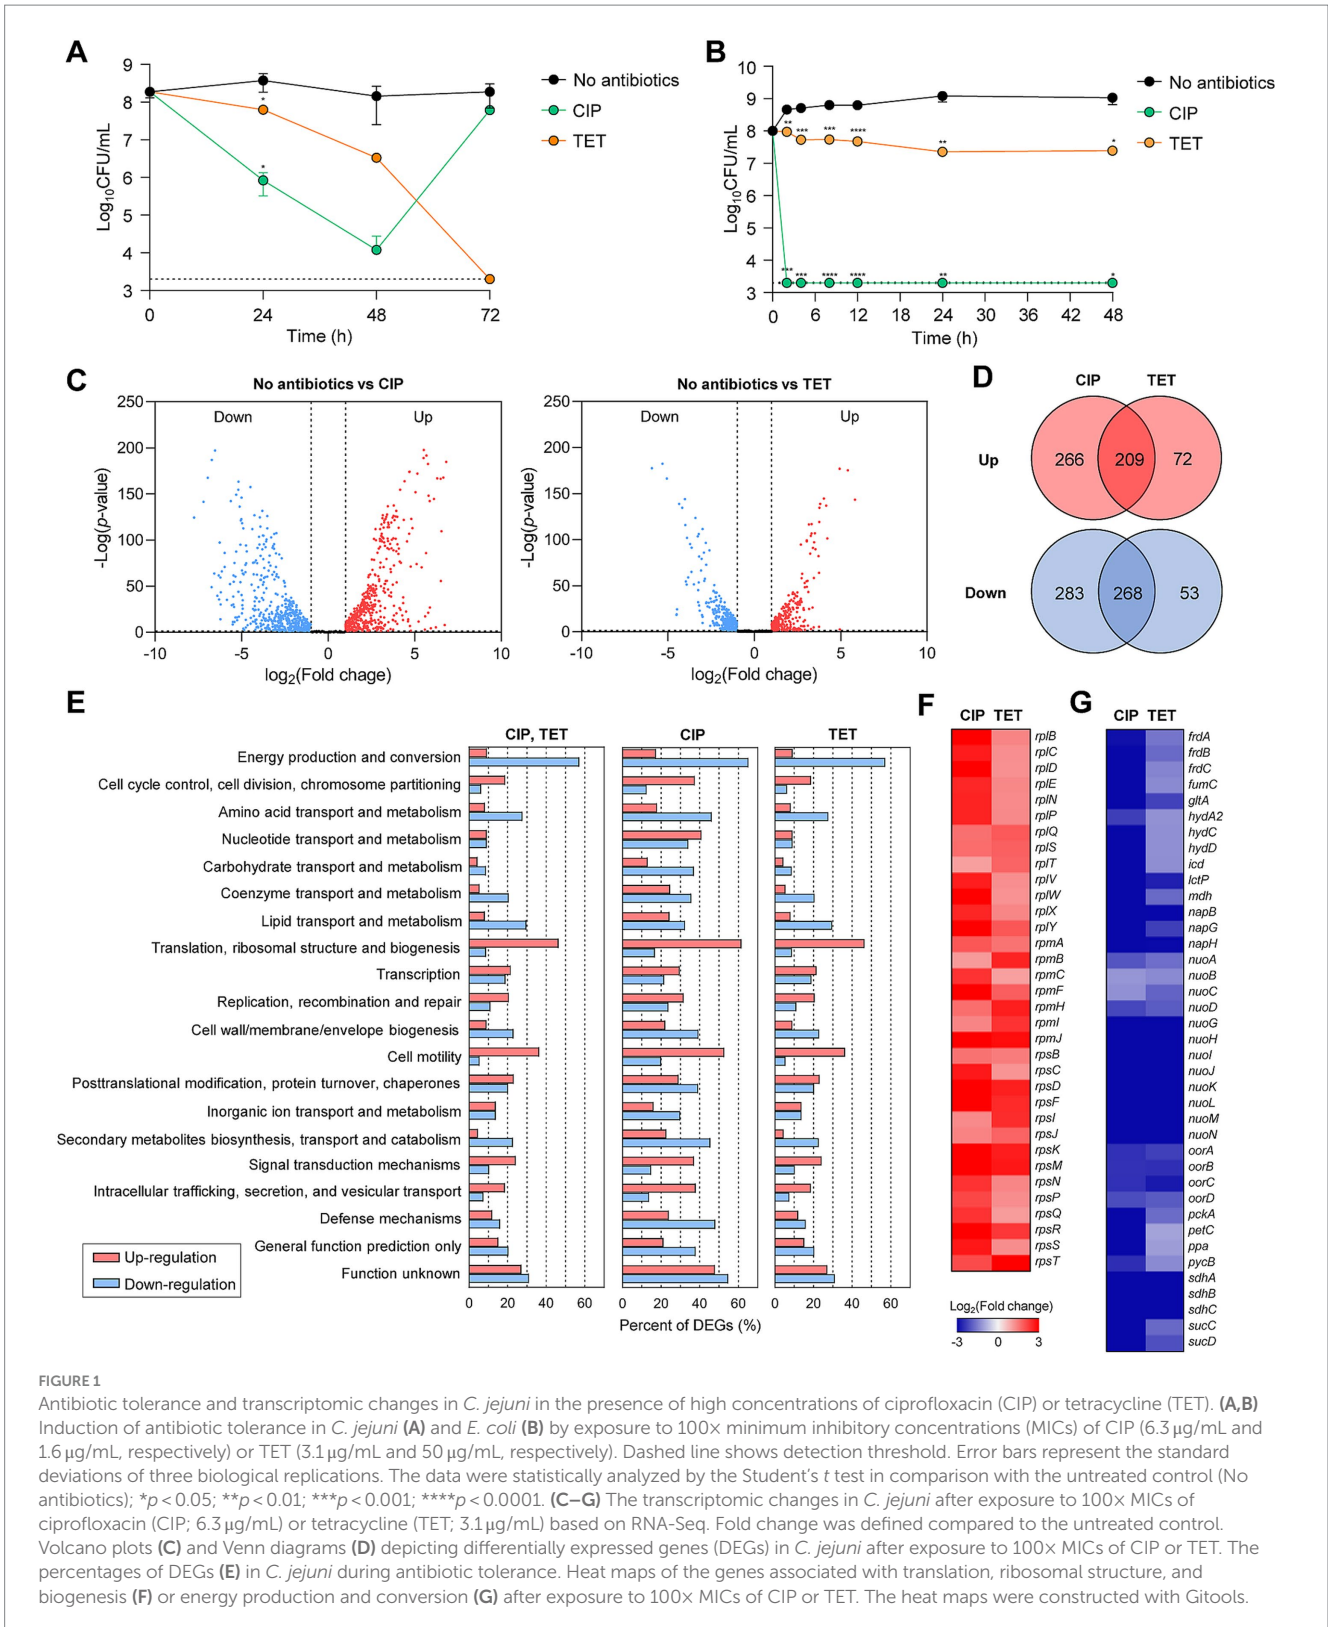 A
9
8
7
6
5
4
3
Log10CFU/mL
0 24 48 72
Time (h)
No antibiotics
CIP
TET
*
*
B
10
9
8
7
6
5
4
3
Log10CFU/mL
0 6 12 18 24 30 36 42 48
Time (h)
No antibiotics
CIP
TET
** *** *** **** ** *
*** *** **** **** ** *
C
No antibiotics vs CIP
Down Up
250
200
150
100
50
0
-Log(p-value)
-10 -5 0 5 10
log2(Fold chage)
No antibiotics vs TET
Down Up
250
200
150
100
50
0
-Log(p-value)
-10 -5 0 5 10
log2(Fold chage)
D
CIP TET
Up 266 209 72
Down 283 268 53
E
CIP, TET CIP TET
Energy production and conversion
Cell cycle control, cell division, chromosome partitioning
Amino acid transport and metabolism
Nucleotide transport and metabolism
Carbohydrate transport and metabolism
Coenzyme transport and metabolism
Lipid transport and metabolism
Translation, ribosomal structure and biogenesis
Transcription
Replication, recombination and repair
Cell wall/membrane/envelope biogenesis
Cell motility
Posttranslational modification, protein turnover, chaperones
Inorganic ion transport and metabolism
Secondary metabolites biosynthesis, transport and catabolism
Signal transduction mechanisms
Intracellular trafficking, secretion, and vesicular transport
Defense mechanisms
General function prediction only
Function unknown
Up-regulation
Down-regulation
0 20 40 60 0 20 40 60 0 20 40 60
Percent of DEGs (%)
F
CIP TET
rplB
rplC
rplD
rplE
rplN
rplP
rplQ
rplS
rplT
rplV
rplW
rplX
rplY
rpmA
rpmB
rpmC
rpmF
rpmH
rpmI
rpmJ
rpsB
rpsC
rpsD
rpsF
rpsI
rpsJ
rpsK
rpsM
rpsN
rpsP
rpsQ
rpsR
rpsS
rpsT
Log2(Fold change)
-3 0 3
G
CIP TET
frdA
frdB
frdC
fumC
gltA
hydA2
hydC
hydD
icd
lctP
mdh
napB
napG
napH
nuoA
nuoB
nuoC
nuoD
nuoG
nuoH
nuoI
nuoJ
nuoK
nuoL
nuoM
nuoN
oorA
oorB
oorC
oorD
pckA
petC
ppa
pycB
sdhA
sdhB
sdhC
sucC
sucD
FIGURE 1
Antibiotic tolerance and transcriptomic changes in C. jejuni in the presence of high concentrations of ciprofloxacin (CIP) or tetracycline (TET). (A,B)
Induction of antibiotic tolerance in C. jejuni (A) and E. coli (B) by exposure to 100× minimum inhibitory concentrations (MICs) of CIP (6.3 μg/mL and
1.6 μg/mL, respectively) or TET (3.1 μg/mL and 50 μg/mL, respectively). Dashed line shows detection threshold. Error bars represent the standard
deviations of three biological replications. The data were statistically analyzed by the Student's t test in comparison with the untreated control (No
antibiotics); *p < 0.05; **p < 0.01; ***p < 0.001; ****p < 0.0001. (C–G) The transcriptomic changes in C. jejuni after exposure to 100× MICs of
ciprofloxacin (CIP; 6.3 μg/mL) or tetracycline (TET; 3.1 μg/mL) based on RNA-Seq. Fold change was defined compared to the untreated control.
Volcano plots (C) and Venn diagrams (D) depicting differentially expressed genes (DEGs) in C. jejuni after exposure to 100× MICs of CIP or TET. The
percentages of DEGs (E) in C. jejuni during antibiotic tolerance. Heat maps of the genes associated with translation, ribosomal structure, and
biogenesis (F) or energy production and conversion (G) after exposure to 100× MICs of CIP or TET. The heat maps were constructed with Gitools.